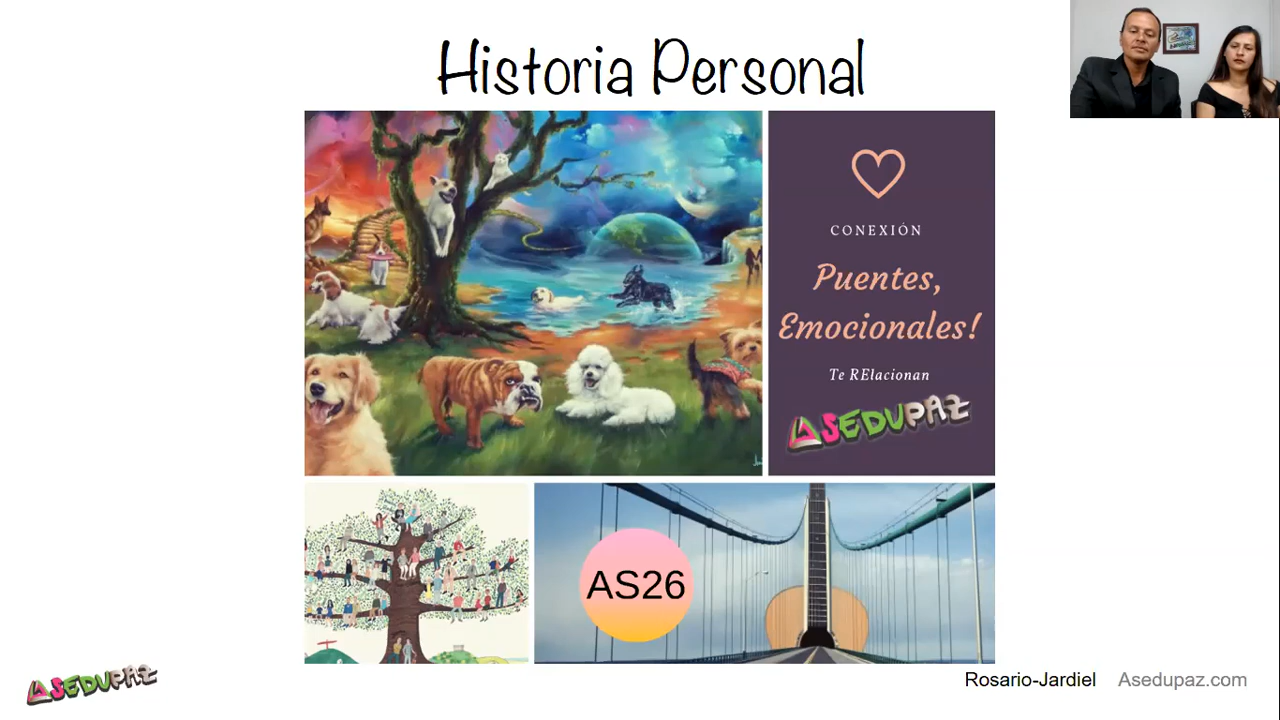 Historia Personal
CONEXIÓN
Puentes,
Emocionales!
Te RElacionan
ASEDUPAZ
AS26
ASEDUPAZ
Rosario-Jardiel Asedupaz.com